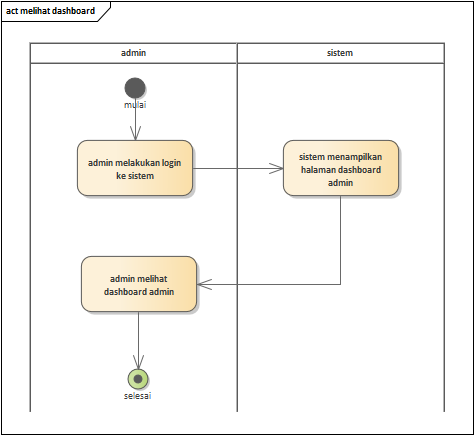 act melihat dashboard
admin
sistem
mulai
admin melakukan login
ke sistem
sistem menampilkan
halaman dashboard
admin
admin melihat
dashboard admin
selesai